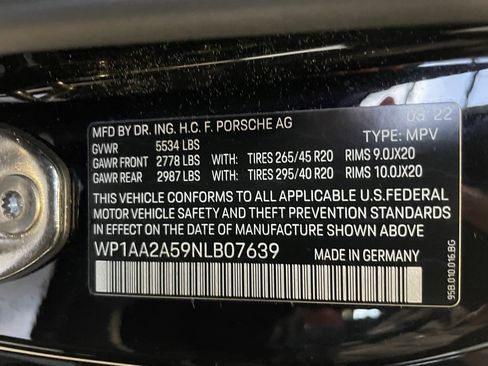 MFD BY DR. ING. H.C. F. PORSCHE AG 22
GVWR 5534 LBS TYPE: MPV
GAWR FRONT 2778 LBS WITH: TIRES 265/45 R20 RIMS 9.0JX20
GAWR REAR 2987 LBS WITH: TIRES 295/40 R20 RIMS 10.0JX20
THIS VEHICLE CONFORMS TO ALL APPLICABLE U.S.FEDERAL
MOTOR VEHICLE SAFETY AND THEFT PREVENTION STANDARDS
IN EFFECT ON THE DATE OF MANUFACTURE SHOWN ABOVE
WP1AA2A59NLB07639 MADE IN GERMANY
95B.010.016.BG